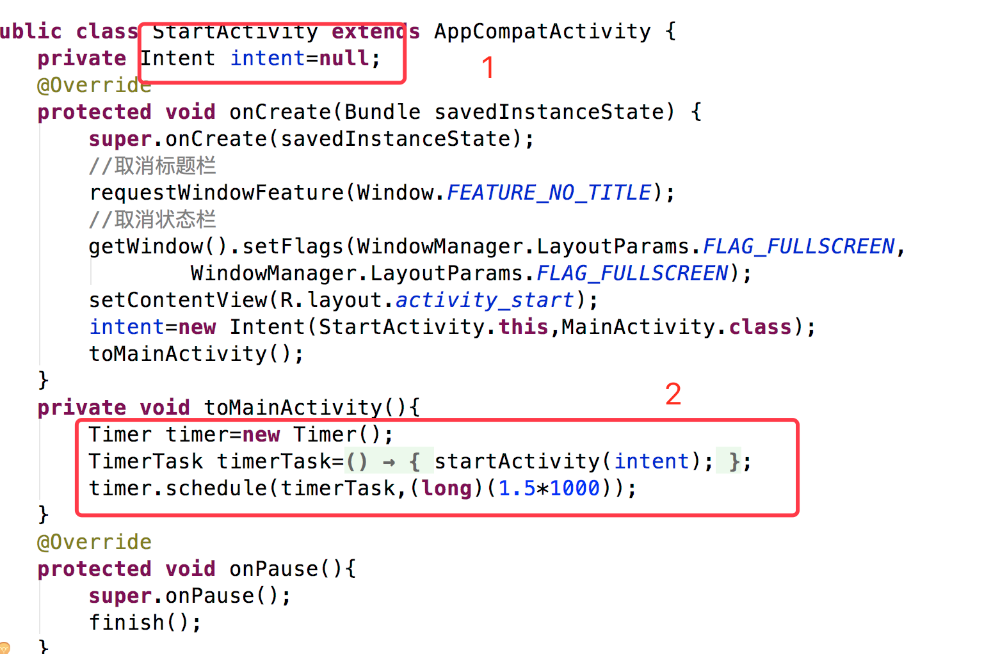 ublic class StartActivity extends AppCompatActivity {
private Intent intent=null;
1
@Override
protected void onCreate(Bundle savedInstanceState) {
super.onCreate(savedInstanceState);
//取消标题栏
requestWindowFeature(Window.FEATURE_NO_TITLE);
//取消状态栏
getWindow().setFlags(WindowManager.LayoutParams.FLAG_FULLSCREEN,
WindowManager.LayoutParams.FLAG_FULLSCREEN);
setContentView(R.layout.activity_start);
intent=new Intent(StartActivity.this,MainActivity.class);
toMainActivity();
}
2
private void toMainActivity(){
Timer timer=new Timer();
TimerTask timerTask=() → { startActivity(intent); };
timer.schedule(timerTask,(long)(1.5*1000));
}
@Override
protected void onPause(){
super.onPause();
finish();
}